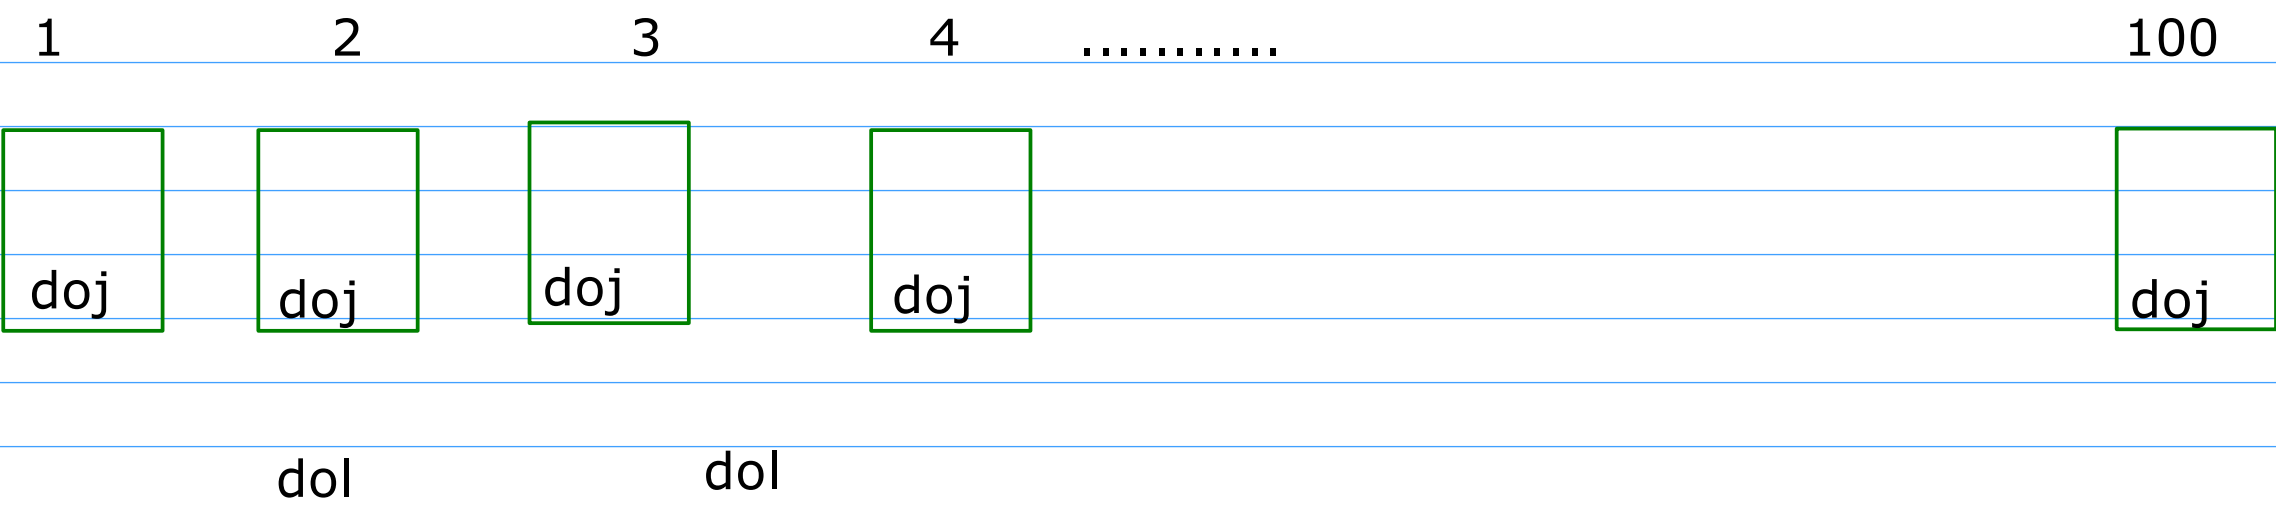 1 2 3 4 ........... 100
doj doj doj doj doj
dol dol